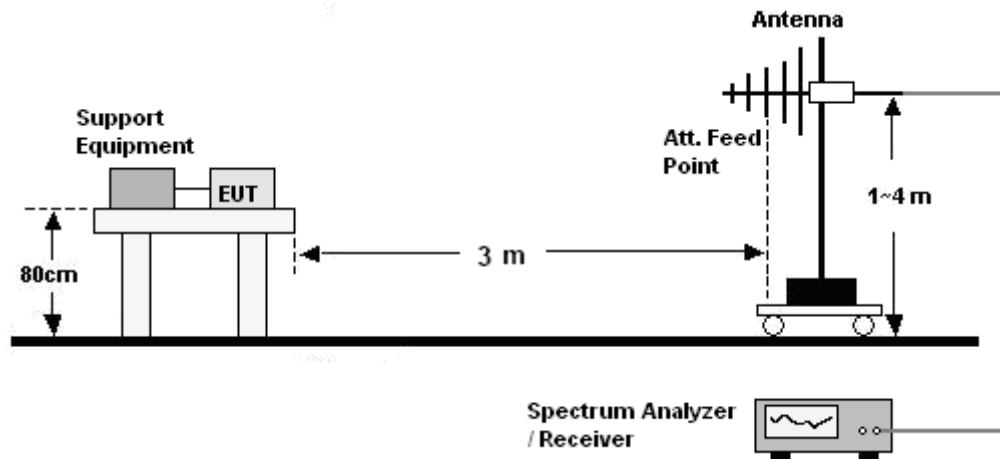 Antenna
Support
Equipment
EUT
Att. Feed
Point
1~4 m
3 m
80cm
Spectrum Analyzer
/ Receiver